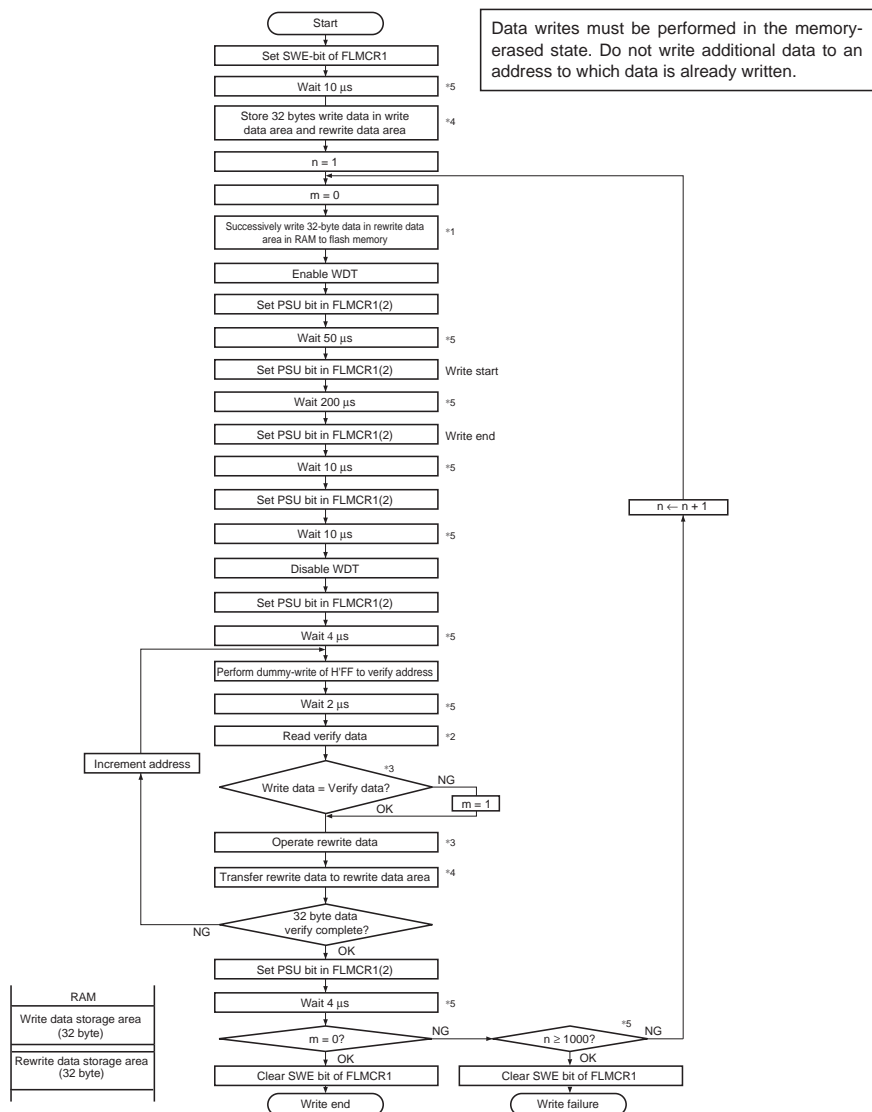 Start
Data writes must be performed in the memory-
erased state. Do not write additional data to an
address to which data is already written.
Set SWE-bit of FLMCR1
Wait 10 μs *5
Store 32 bytes write data in write
data area and rewrite data area *4
n = 1
m = 0
Successively write 32-byte data in rewrite data
area in RAM to flash memory *1
Enable WDT
Set PSU bit in FLMCR1(2)
Wait 50 μs *5
Set PSU bit in FLMCR1(2) Write start
Wait 200 μs *5
Set PSU bit in FLMCR1(2) Write end
Wait 10 μs *5
Set PSU bit in FLMCR1(2)
n ← n + 1
Wait 10 μs *5
Disable WDT
Set PSU bit in FLMCR1(2)
Wait 4 μs *5
Perform dummy-write of H'FF to verify address
Wait 2 μs *5
Read verify data *2
Increment address
*3
Write data = Verify data?
NG
m = 1
OK
Operate rewrite data *3
Transfer rewrite data to rewrite data area *4
32 byte data
verify complete?
NG
OK
Set PSU bit in FLMCR1(2)
Wait 4 μs *5
RAM
Write data storage area
(32 byte)
Rewrite data storage area
(32 byte)
m = 0?
NG
*5
n ≥ 1000?
NG
OK
OK
Clear SWE bit of FLMCR1
Clear SWE bit of FLMCR1
Write end
Write failure